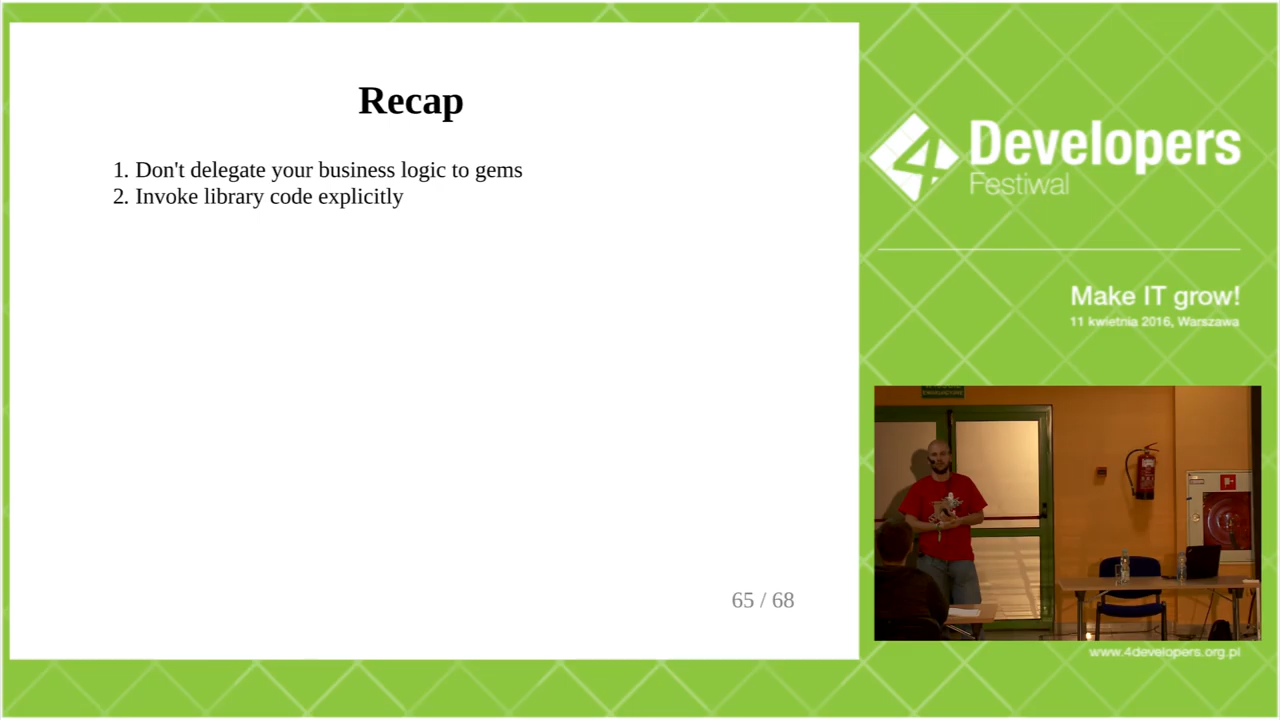 Recap
1. Don't delegate your business logic to gems
2. Invoke library code explicitly
65 / 68
4Developers
Festiwal
Make IT grow!
11 kwietnia 2016, Warszawa
www.4developers.org.pl